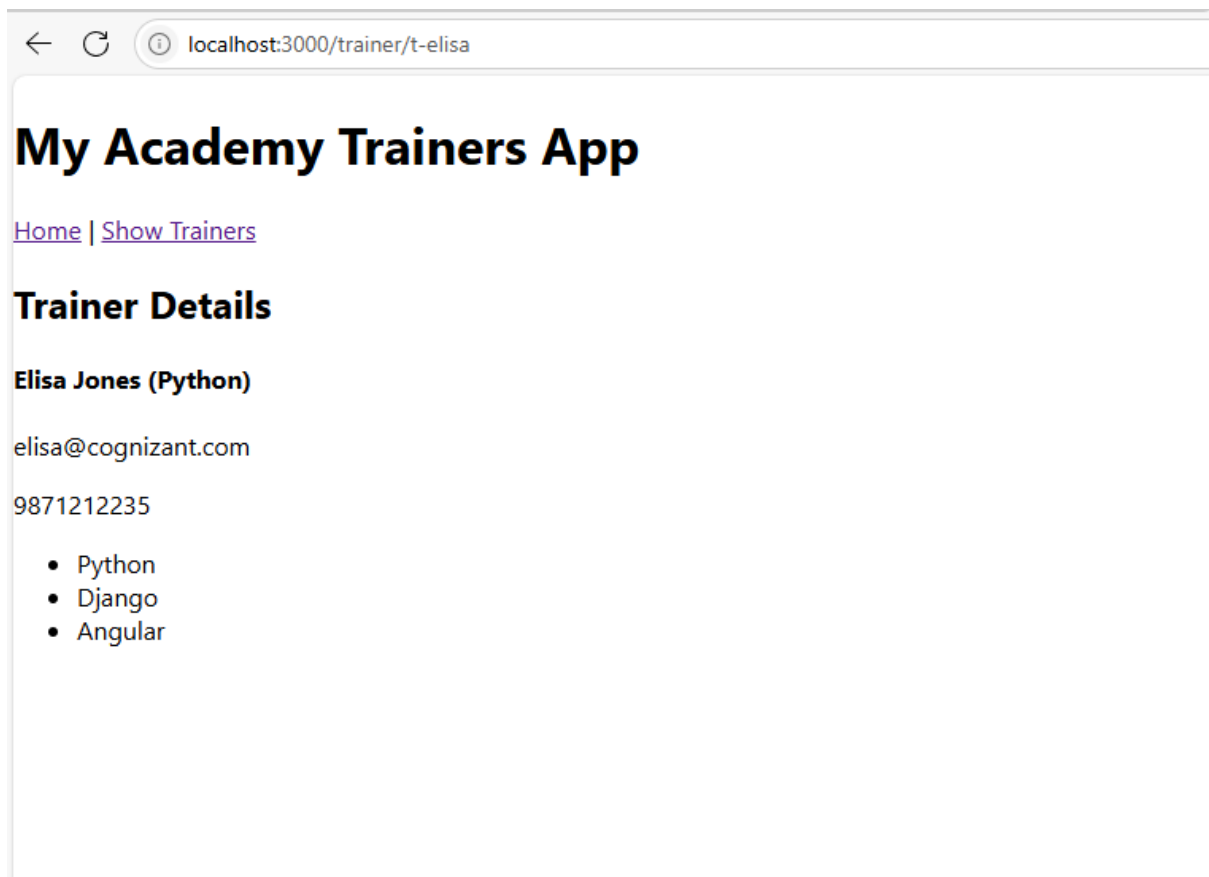 localhost:3000/trainer/t-elisa
My Academy Trainers App
Home | Show Trainers
Trainer Details
Elisa Jones (Python)
elisa@cognizant.com
9871212235
• Python
• Django
• Angular